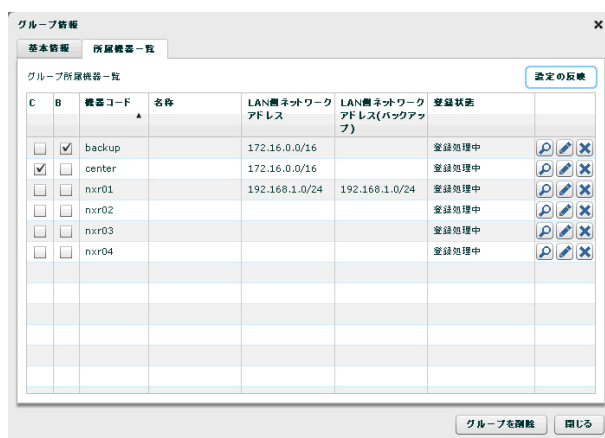 グループ情報
基本情報 所属機器一覧
グループ所属機器一覧 設定の反映
C B 機器コード 名称 LAN側ネットワークアドレス LAN側ネットワークアドレス(バックアップ) 登録状態
backup 172.16.0.0/16 登録処理中
center 172.16.0.0/16 登録処理中
nxr01 192.168.1.0/24 192.168.1.0/24 登録処理中
nxr02 登録処理中
nxr03 登録処理中
nxr04 登録処理中
グループを削除 閉じる